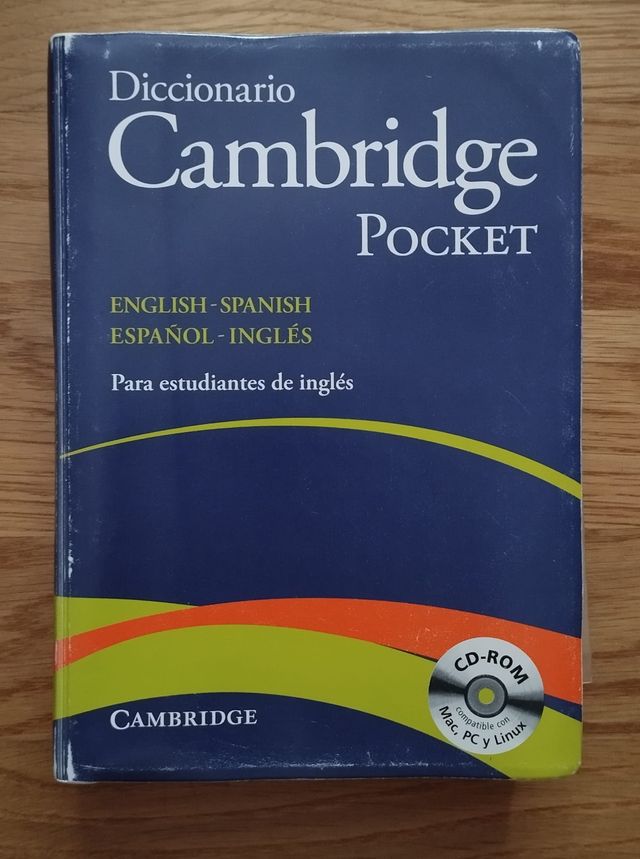 Diccionario
Cambridge
POCKET
ENGLISH-SPANISH
ESPAÑOL-INGLÉS
Para estudiantes de inglés
CD-ROM
compatible con
Mac, PC y Linux
CAMBRIDGE